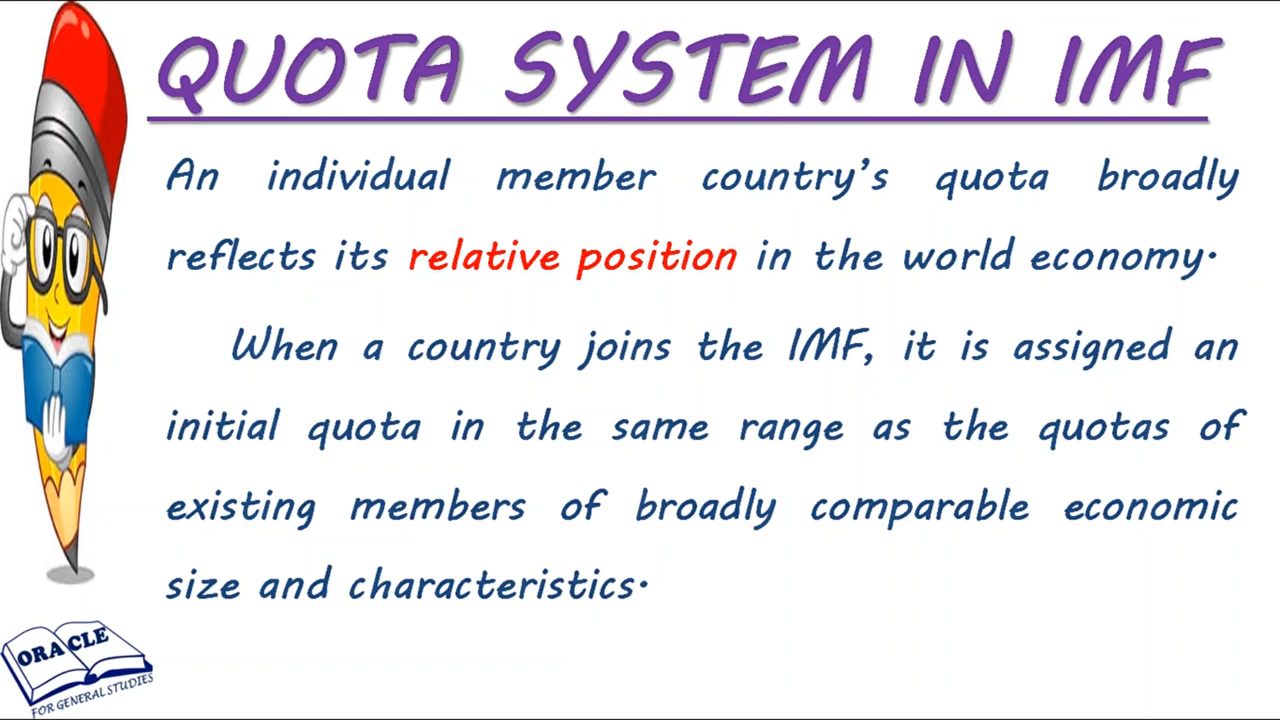 QUOTA SYSTEM IN IMF
An individual member country's quota broadly
reflects its relative position in the world economy.
When a country joins the IMF, it is assigned an
initial quota in the same range as the quotas of
existing members of broadly comparable economic
size and characteristics.
ORACLE
FOR GENERAL STUDIES